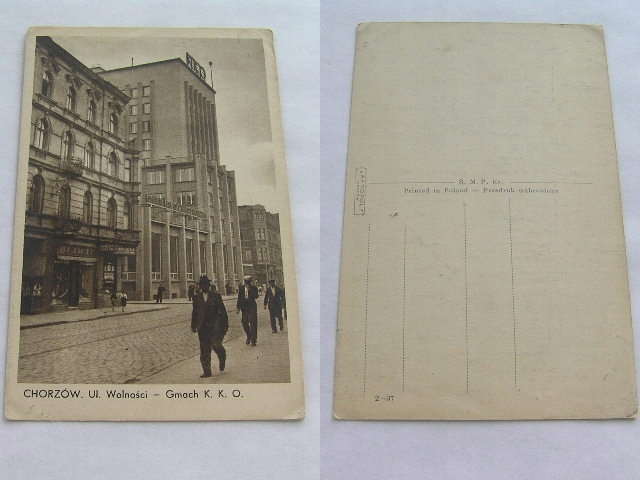 CHORZÓW. Ul. Wolności – Gmach K. K. O.
S. M. P. Kr.
Printed in Poland — Przedruk wzbroniony
2—37